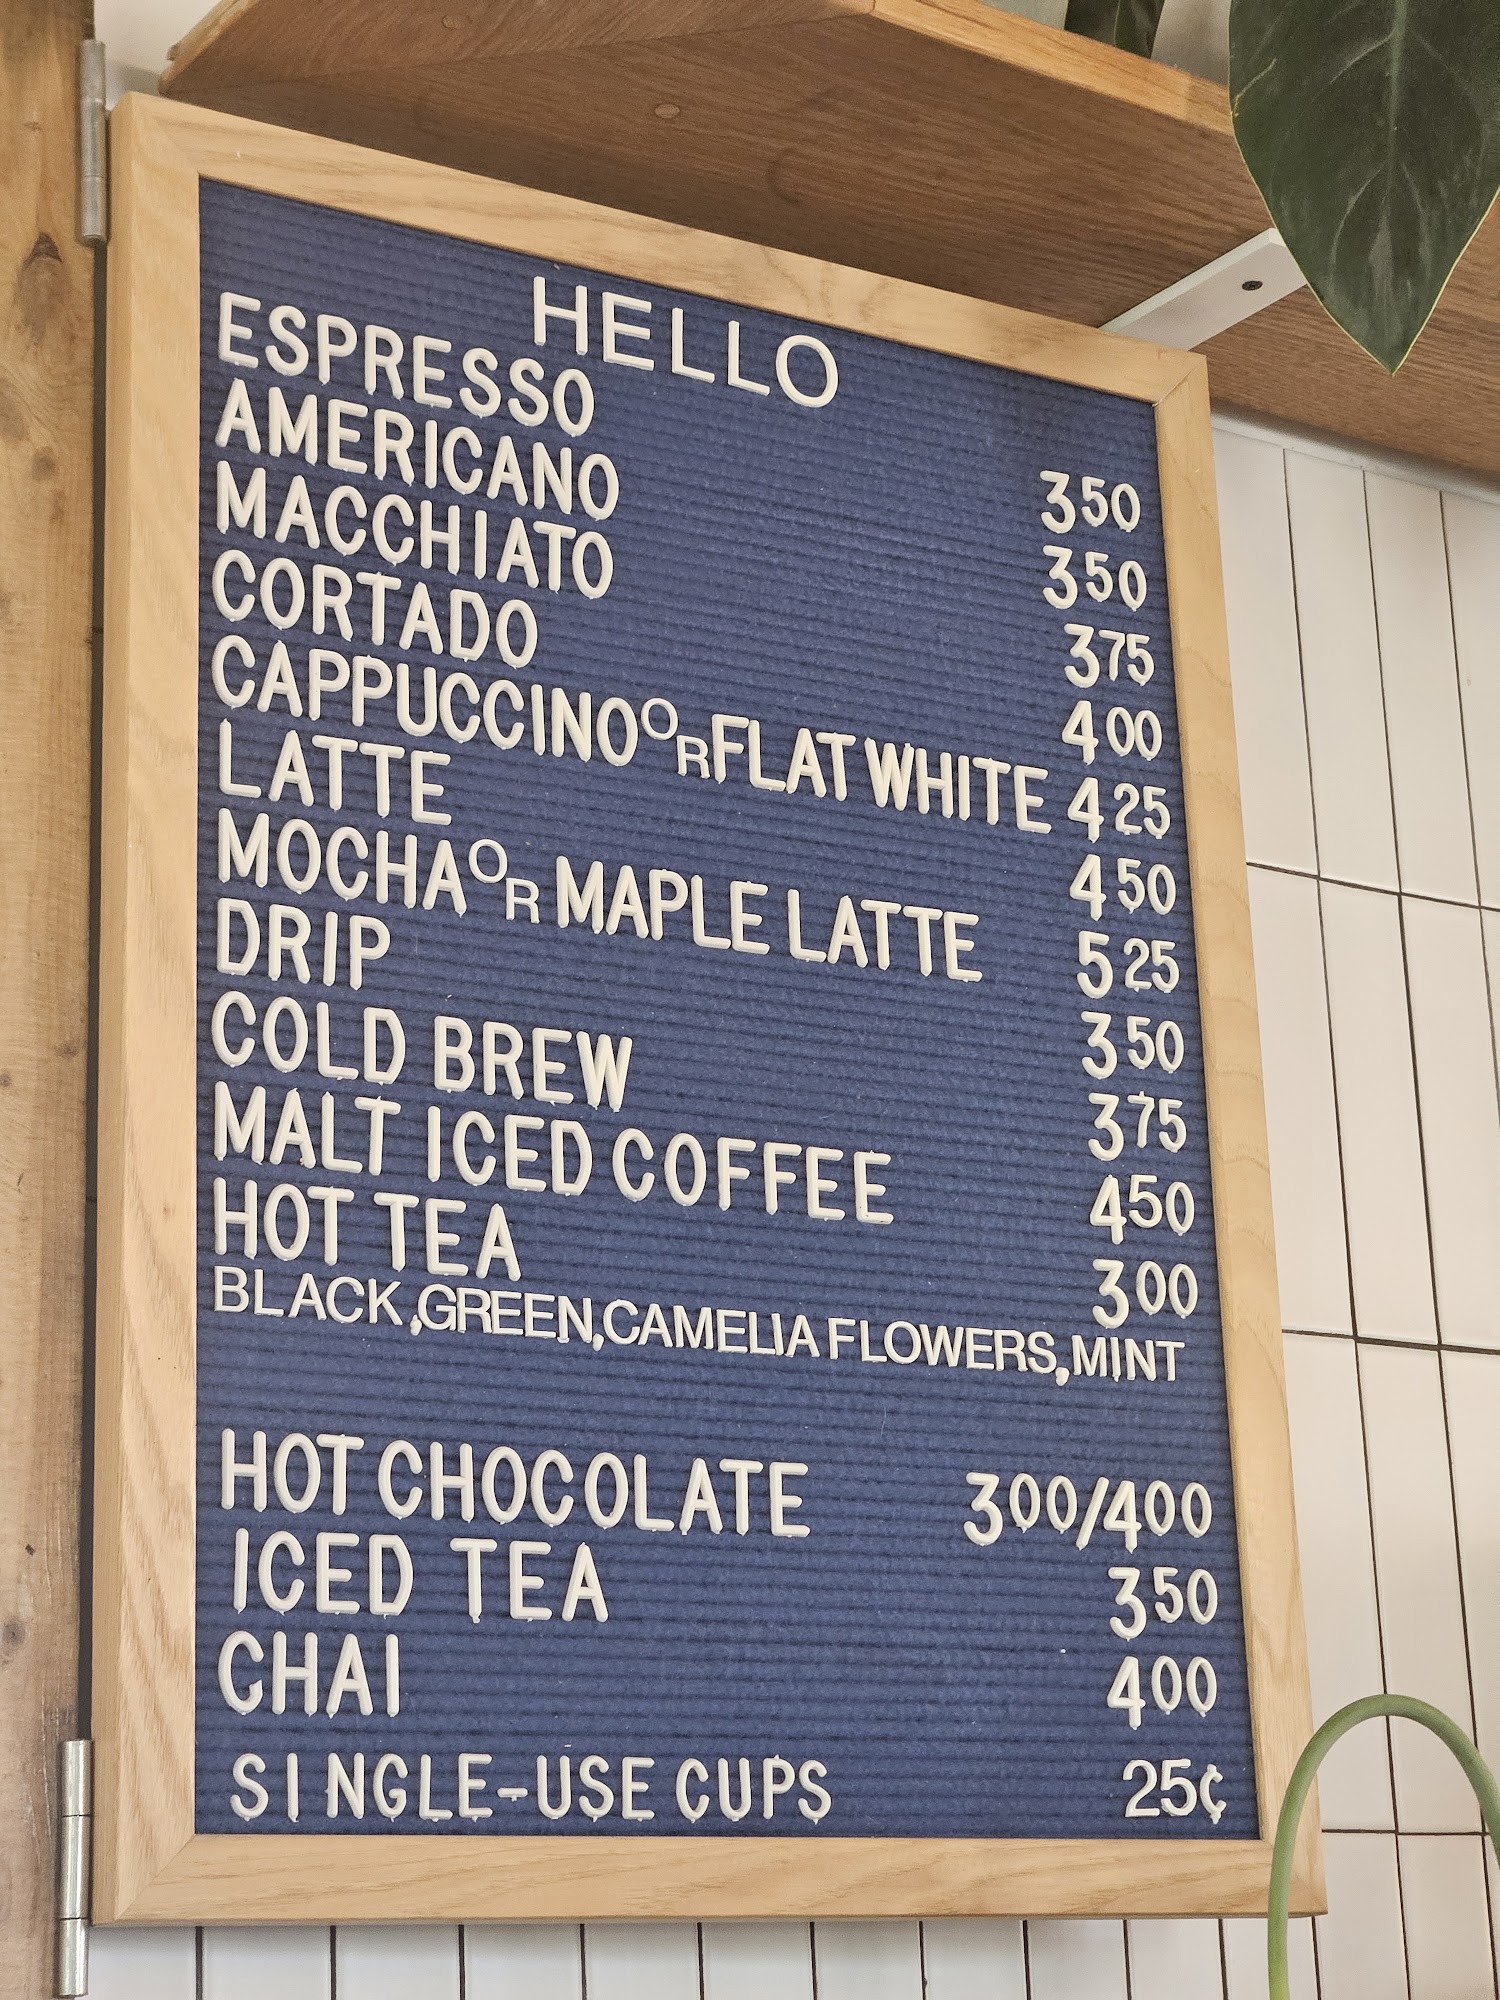 HELLO
ESPRESSO 350
AMERICANO 350
MACCHIATO 375
CORTADO 400
CAPPUCCINO OR FLAT WHITE 425
LATTE 450
MOCHA OR MAPLE LATTE 525
DRIP 350
COLD BREW 375
MALT ICED COFFEE 450
HOT TEA 300
BLACK, GREEN, CAMELIA FLOWERS, MINT
HOT CHOCOLATE 300/400
ICED TEA 350
CHAI 400
SINGLE-USE CUPS 25¢